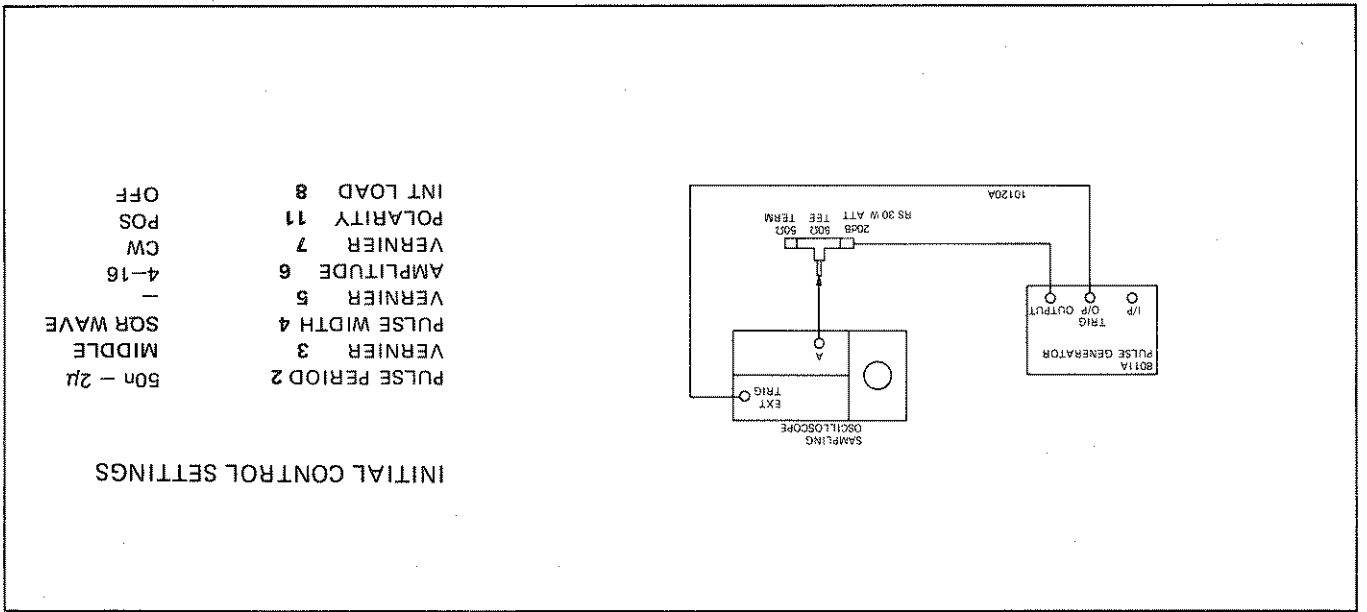 INITIAL CONTROL SETTINGS
PULSE PERIOD 2 50n – 2μ
VERNIER 3 MIDDLE
PULSE WIDTH 4 SQR WAVE
VERNIER 5 –
AMPLITUDE 6 4–16
VERNIER 7 CW
POLARITY 11 POS
INT LOAD 8 OFF
SAMPLING
OSCILLOSCOPE
EXT
TRIG
A
8011A
PULSE GENERATOR
I/P
TRIG
O/P
OUTPUT
20dB 50Ω 50Ω
RS 30 W ATT TEE TERM
10120A